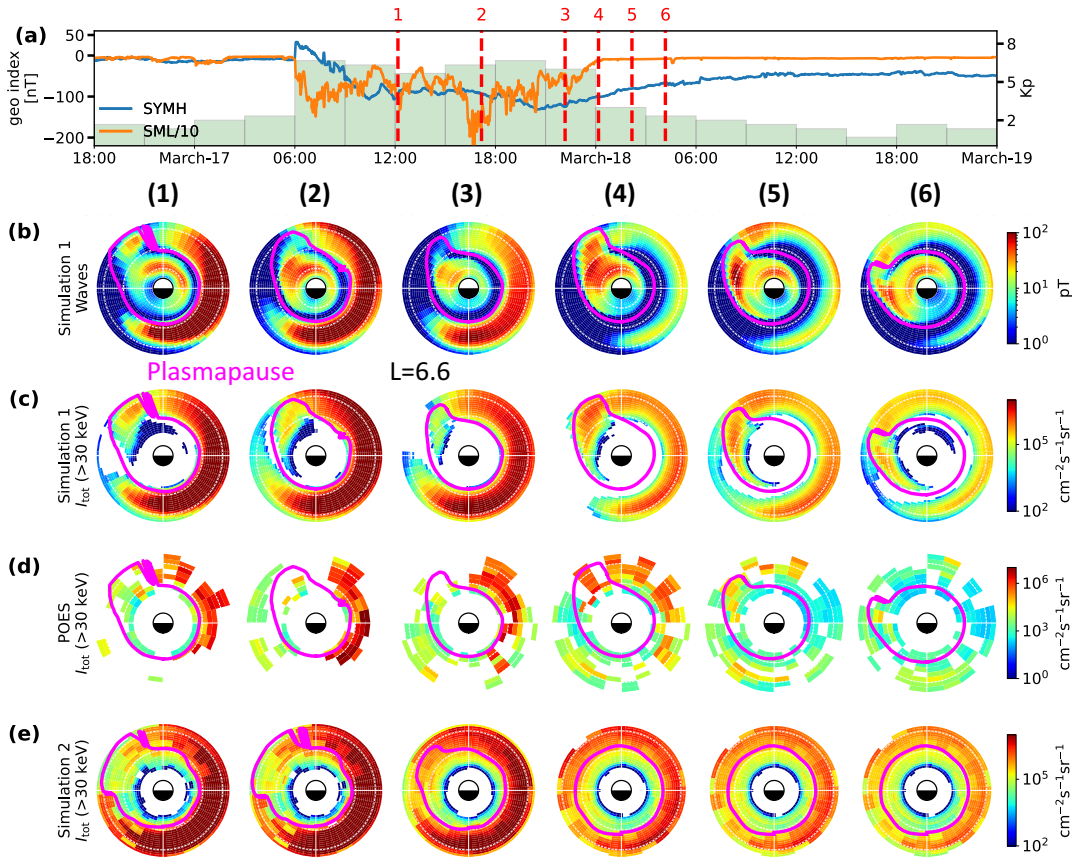 1 2 3 4 5 6
(a)
geo index
[nT]
50
0
−100
−200
SYMH
SML/10
8
5
2
Kp
18:00 March-17 06:00 12:00 18:00 March-18 06:00 12:00 18:00 March-19
(1) (2) (3) (4) (5) (6)
(b)
Simulation 1
Waves
10²
10¹
10⁰
pT
Plasmapause L=6.6
(c)
Simulation 1
Itot (>30 keV)
10⁵
10²
cm⁻²s⁻¹sr⁻¹
(d)
POES
Itot (>30 keV)
10⁶
10³
10⁰
cm⁻²s⁻¹sr⁻¹
(e)
Simulation 2
Itot (>30 keV)
10⁵
10²
cm⁻²s⁻¹sr⁻¹